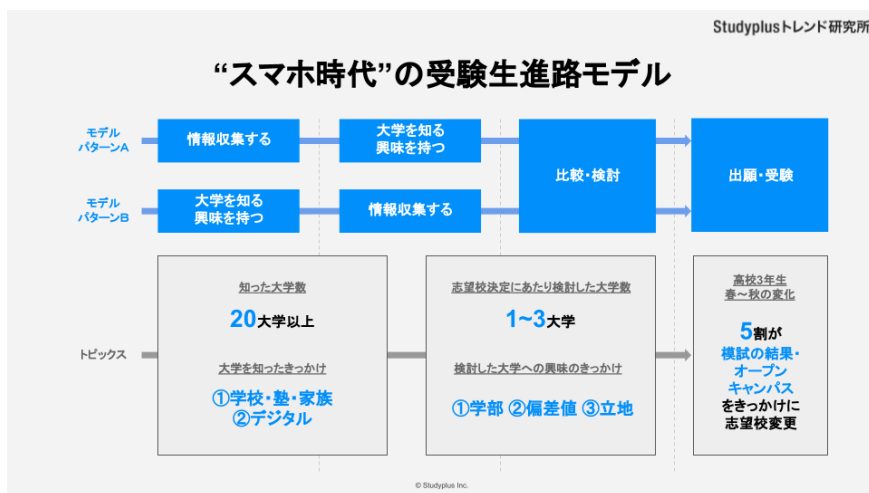 Studyplusトレンド研究所
“スマホ時代”の受験生進路モデル
モデル
パターンA
情報収集する
大学を知る
興味を持つ
比較・検討
出願・受験
モデル
パターンB
大学を知る
興味を持つ
情報収集する
トピックス
知った大学数
20大学以上
大学を知ったきっかけ
①学校・塾・家族
②デジタル
志望校決定にあたり検討した大学数
1~3大学
検討した大学への興味のきっかけ
①学部 ②偏差値 ③立地
高校3年生
春～秋の変化
5割が
模試の結果・
オープン
キャンパス
をきっかけに
志望校変更
© Studyplus Inc.